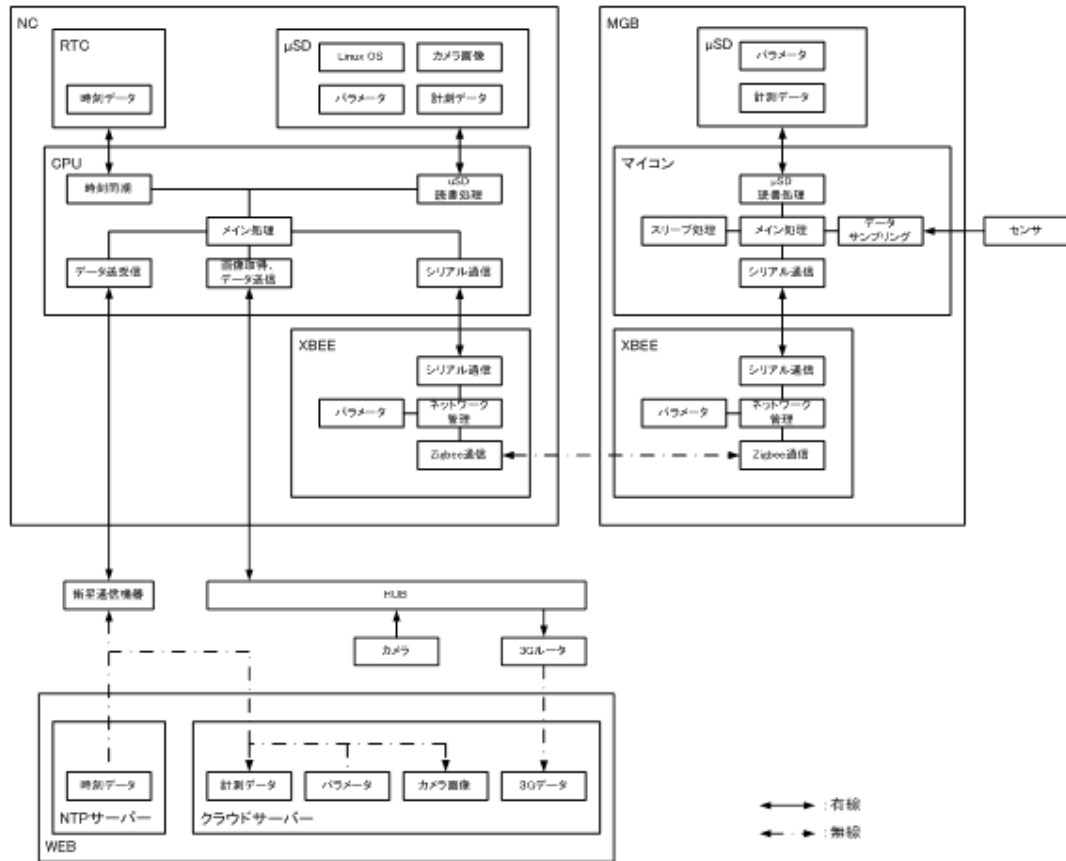 NC
RTC
時刻データ
μSD
Linux OS
カメラ画像
パラメータ
計測データ
CPU
時刻同期
μSD
読書処理
メイン処理
データ送受信
画像取得、
データ送信
シリアル通信
XBEE
シリアル通信
パラメータ
ネットワーク
管理
Zigbee通信
MGB
μSD
パラメータ
計測データ
マイコン
μSD
読書処理
スリープ処理
メイン処理
データ
サンプリング
センサ
シリアル通信
XBEE
シリアル通信
パラメータ
ネットワーク
管理
Zigbee通信
衛星通信機器
HUB
カメラ
3Gルータ
時刻データ
NTPサーバー
計測データ
パラメータ
カメラ画像
3Gデータ
クラウドサーバー
WEB
:有線
:無線